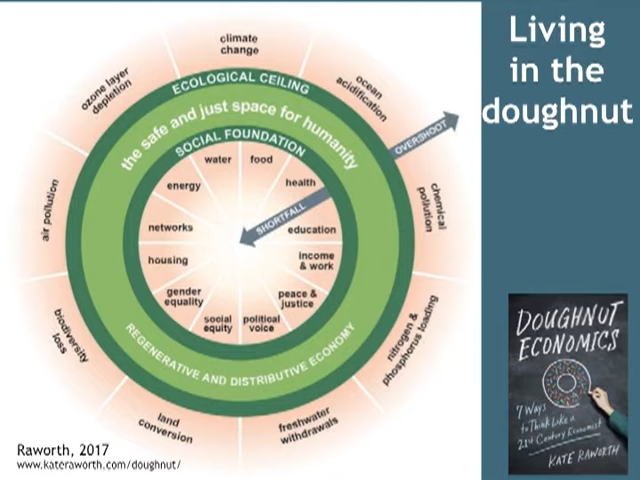 Living
in the
doughnut
climate
change
ocean
acidification
chemical
pollution
nitrogen &
phosphorus loading
freshwater
withdrawals
land
conversion
biodiversity
loss
air pollution
ozone layer
depletion
ECOLOGICAL CEILING
the safe and just space for humanity
SOCIAL FOUNDATION
OVERSHOOT
SHORTFALL
water
food
health
education
income
& work
peace &
justice
political
voice
social
equity
gender
equality
housing
networks
energy
REGENERATIVE AND DISTRIBUTIVE ECONOMY
DOUGHNUT
ECONOMICS
7 Ways
to Think Like a
21st Century Economist
KATE RAWORTH
Raworth, 2017
www.kateraworth.com/doughnut/